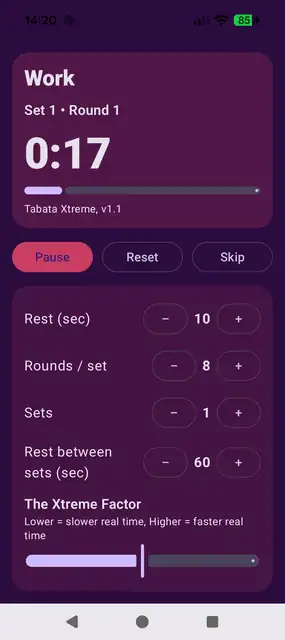 14:20
85
Work
Set 1 • Round 1
0:17
Tabata Xtreme, v1.1
Pause Reset Skip
Rest (sec) − 10 +
Rounds / set − 8 +
Sets − 1 +
Rest between
sets (sec) − 60 +
The Xtreme Factor
Lower = slower real time, Higher = faster real
time